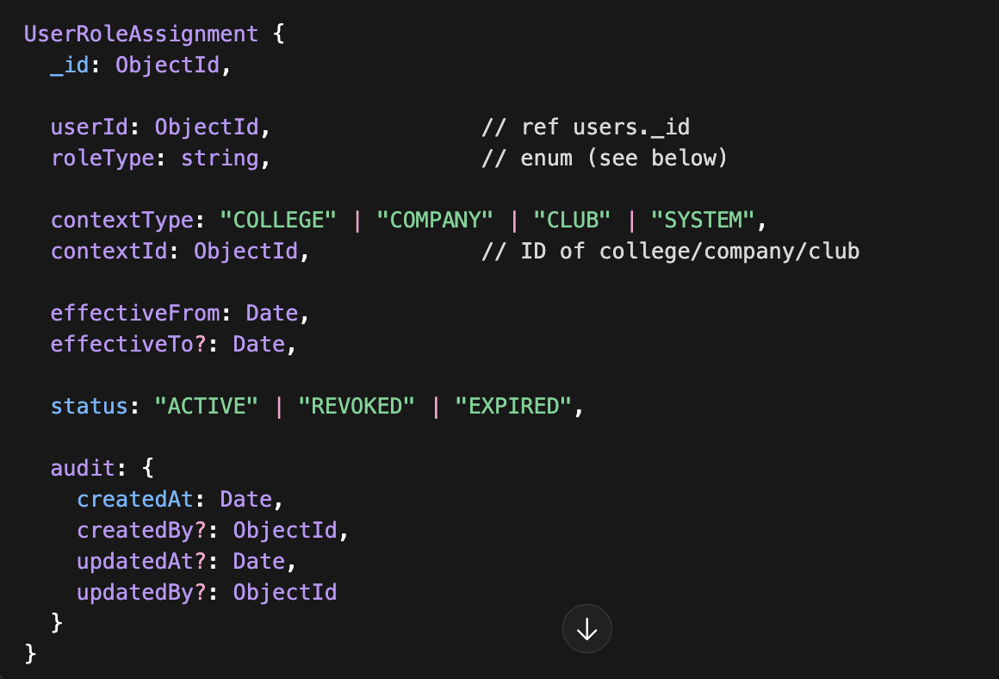 UserRoleAssignment {
  _id: ObjectId,
  userId: ObjectId,                // ref users._id
  roleType: string,                // enum (see below)
  contextType: "COLLEGE" | "COMPANY" | "CLUB" | "SYSTEM",
  contextId: ObjectId,             // ID of college/company/club
  effectiveFrom: Date,
  effectiveTo?: Date,
  status: "ACTIVE" | "REVOKED" | "EXPIRED",
  audit: {
    createdAt: Date,
    createdBy?: ObjectId,
    updatedAt?: Date,
    updatedBy?: ObjectId
  }
}